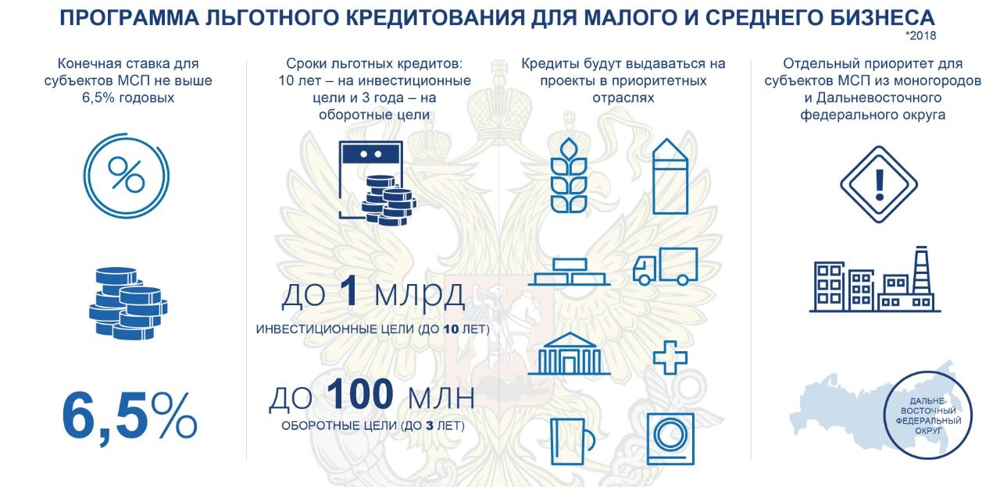 ПРОГРАММА ЛЬГОТНОГО КРЕДИТОВАНИЯ ДЛЯ МАЛОГО И СРЕДНЕГО БИЗНЕСА
*2018
Конечная ставка для
субъектов МСП не выше
6,5% годовых
%
6,5%
Сроки льготных кредитов:
10 лет – на инвестиционные
цели и 3 года – на
оборотные цели
до 1 млрд
ИНВЕСТИЦИОННЫЕ ЦЕЛИ (ДО 10 ЛЕТ)
до 100 млн
ОБОРОТНЫЕ ЦЕЛИ (ДО 3 ЛЕТ)
Кредиты будут выдаваться на
проекты в приоритетных
отраслях
Отдельный приоритет для
субъектов МСП из моногородов
и Дальневосточного
федерального округа
!
ДАЛЬНЕ-
ВОСТОЧНЫЙ
ФЕДЕРАЛЬНЫЙ
ОКРУГ